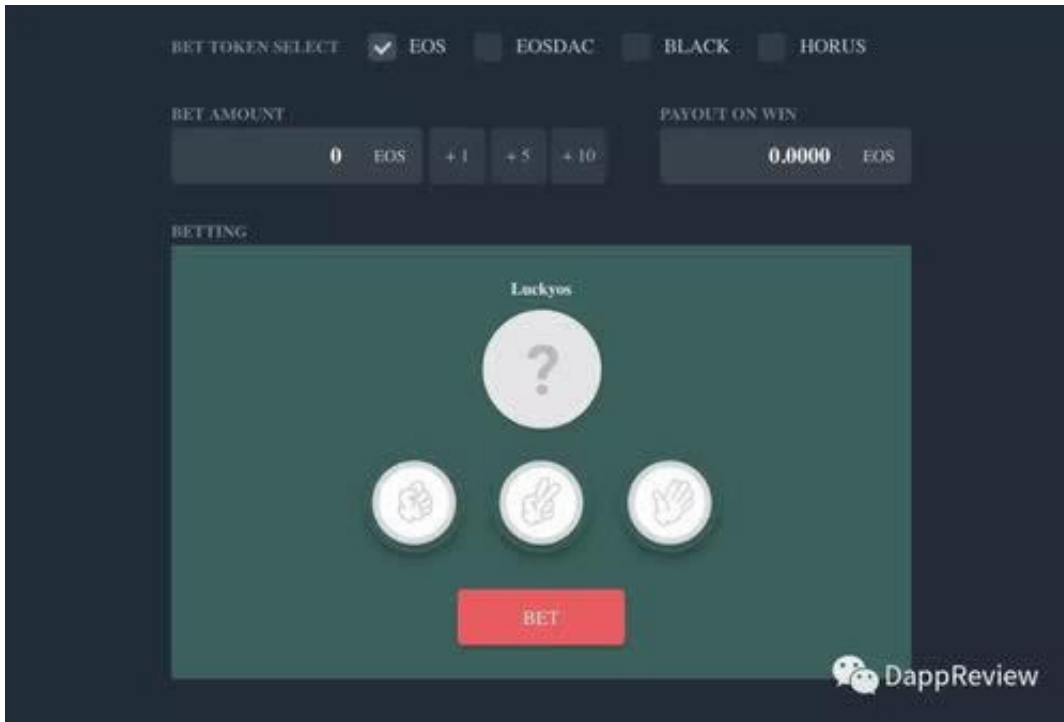 BET TOKEN SELECT EOS EOSDAC BLACK HORUS
BET AMOUNT PAYOUT ON WIN
0 EOS +1 +5 +10 0.0000 EOS
BETTING
Luckyos
?
BET
DappReview